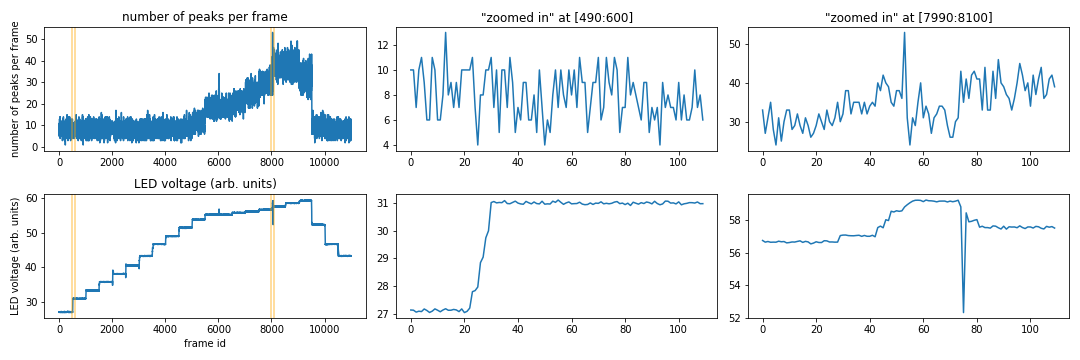 number of peaks per frame
"zoomed in" at [490:600]
"zoomed in" at [7990:8100]
number of peaks per frame
50
40
30
20
10
0
0 2000 4000 6000 8000 10000
12
10
8
6
4
0 20 40 60 80 100
50
40
30
0 20 40 60 80 100
LED voltage (arb. units)
LED voltage (arb. units)
60
50
40
30
0 2000 4000 6000 8000 10000
frame id
31
30
29
28
27
0 20 40 60 80 100
58
56
54
52
0 20 40 60 80 100